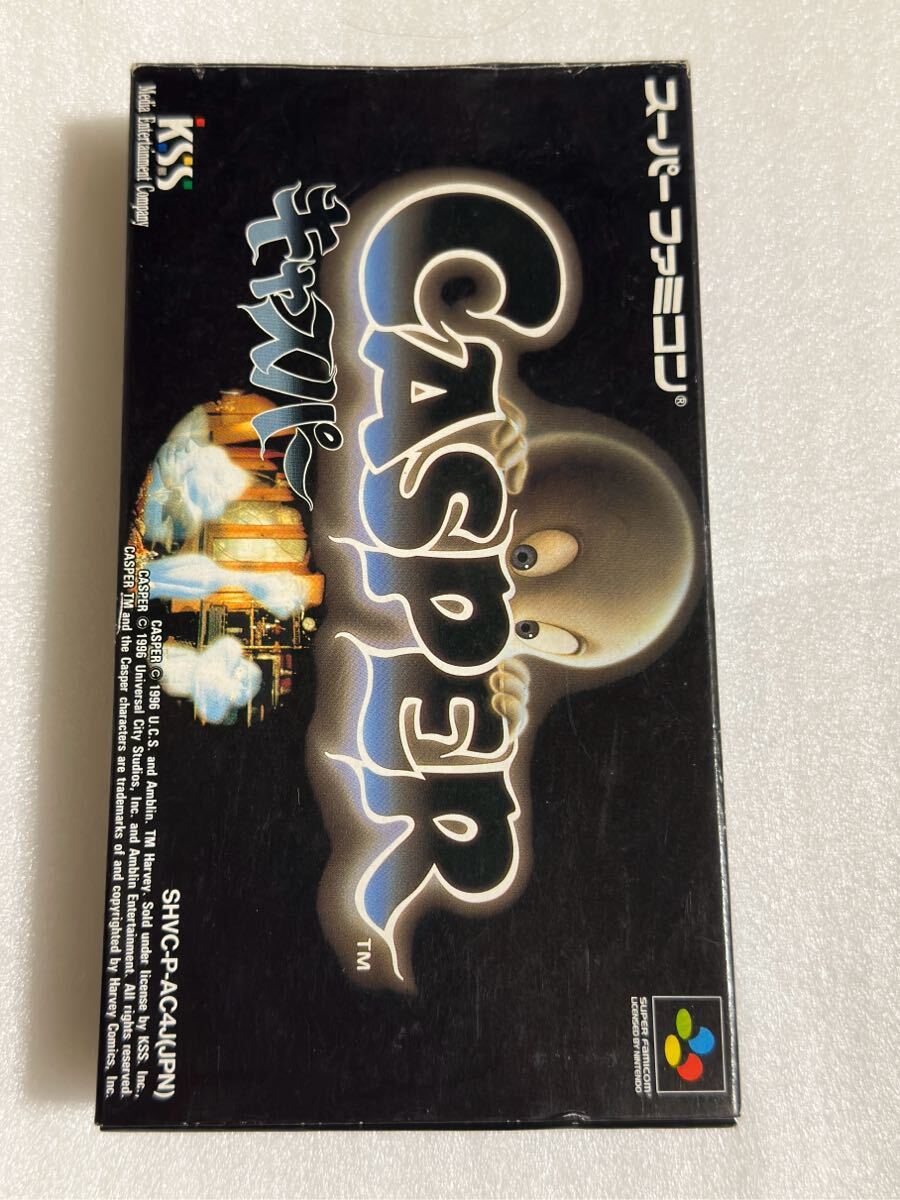 スーパーファミコン®
CASPER™
キャスパー
KSS
Media Entertainment Company
SUPER FAMICOM
LICENSED BY NINTENDO
SHVC-P-AC4J(JPN)
CASPER © 1996 U.C.S. and Amblin. TM Harvey. Sold under license by KSS. Inc.,
CASPER © 1996 Universal City Studios, Inc. and Amblin Entertainment. All rights reserved.
CASPER TM and the Casper characters are trademarks of and copyrighted by Harvey Comics, Inc.